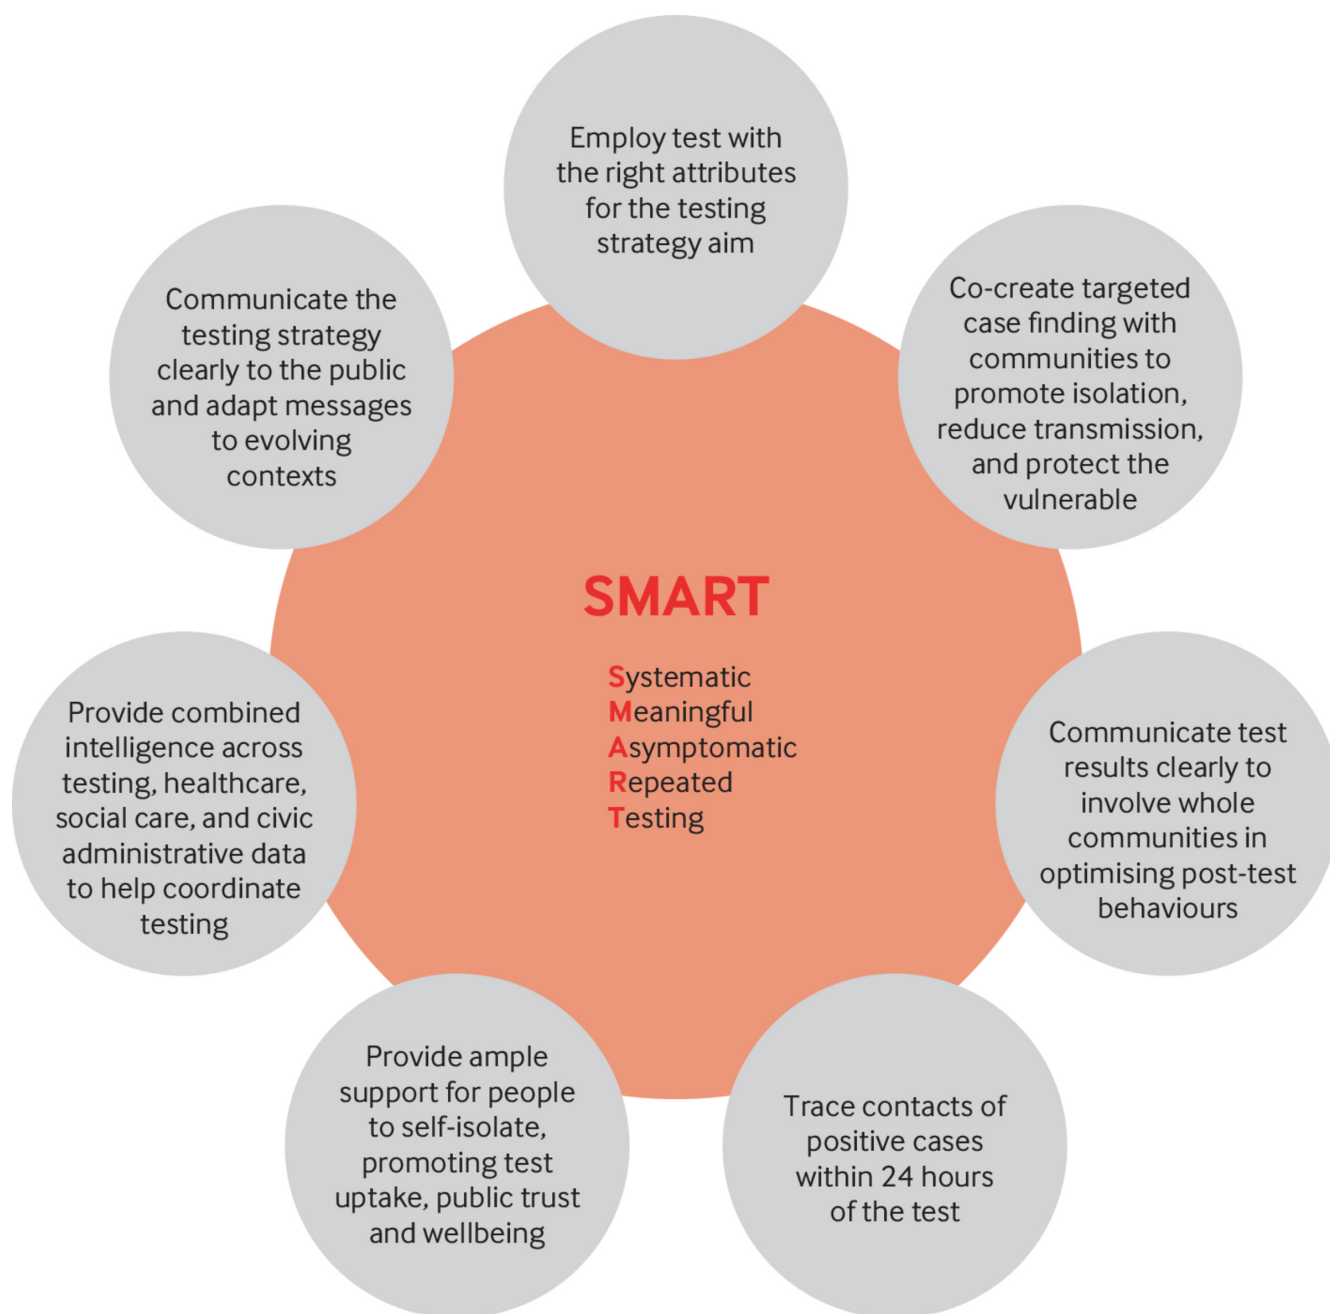 Employ test with
the right attributes
for the testing
strategy aim
Co-create targeted
case finding with
communities to
promote isolation,
reduce transmission,
and protect the
vulnerable
Communicate test
results clearly to
involve whole
communities in
optimising post-test
behaviours
Trace contacts of
positive cases
within 24 hours
of the test
Provide ample
support for people
to self-isolate,
promoting test
uptake, public trust
and wellbeing
Provide combined
intelligence across
testing, healthcare,
social care, and civic
administrative data
to help coordinate
testing
Communicate the
testing strategy
clearly to the public
and adapt messages
to evolving
contexts
SMART
Systematic
Meaningful
Asymptomatic
Repeated
Testing